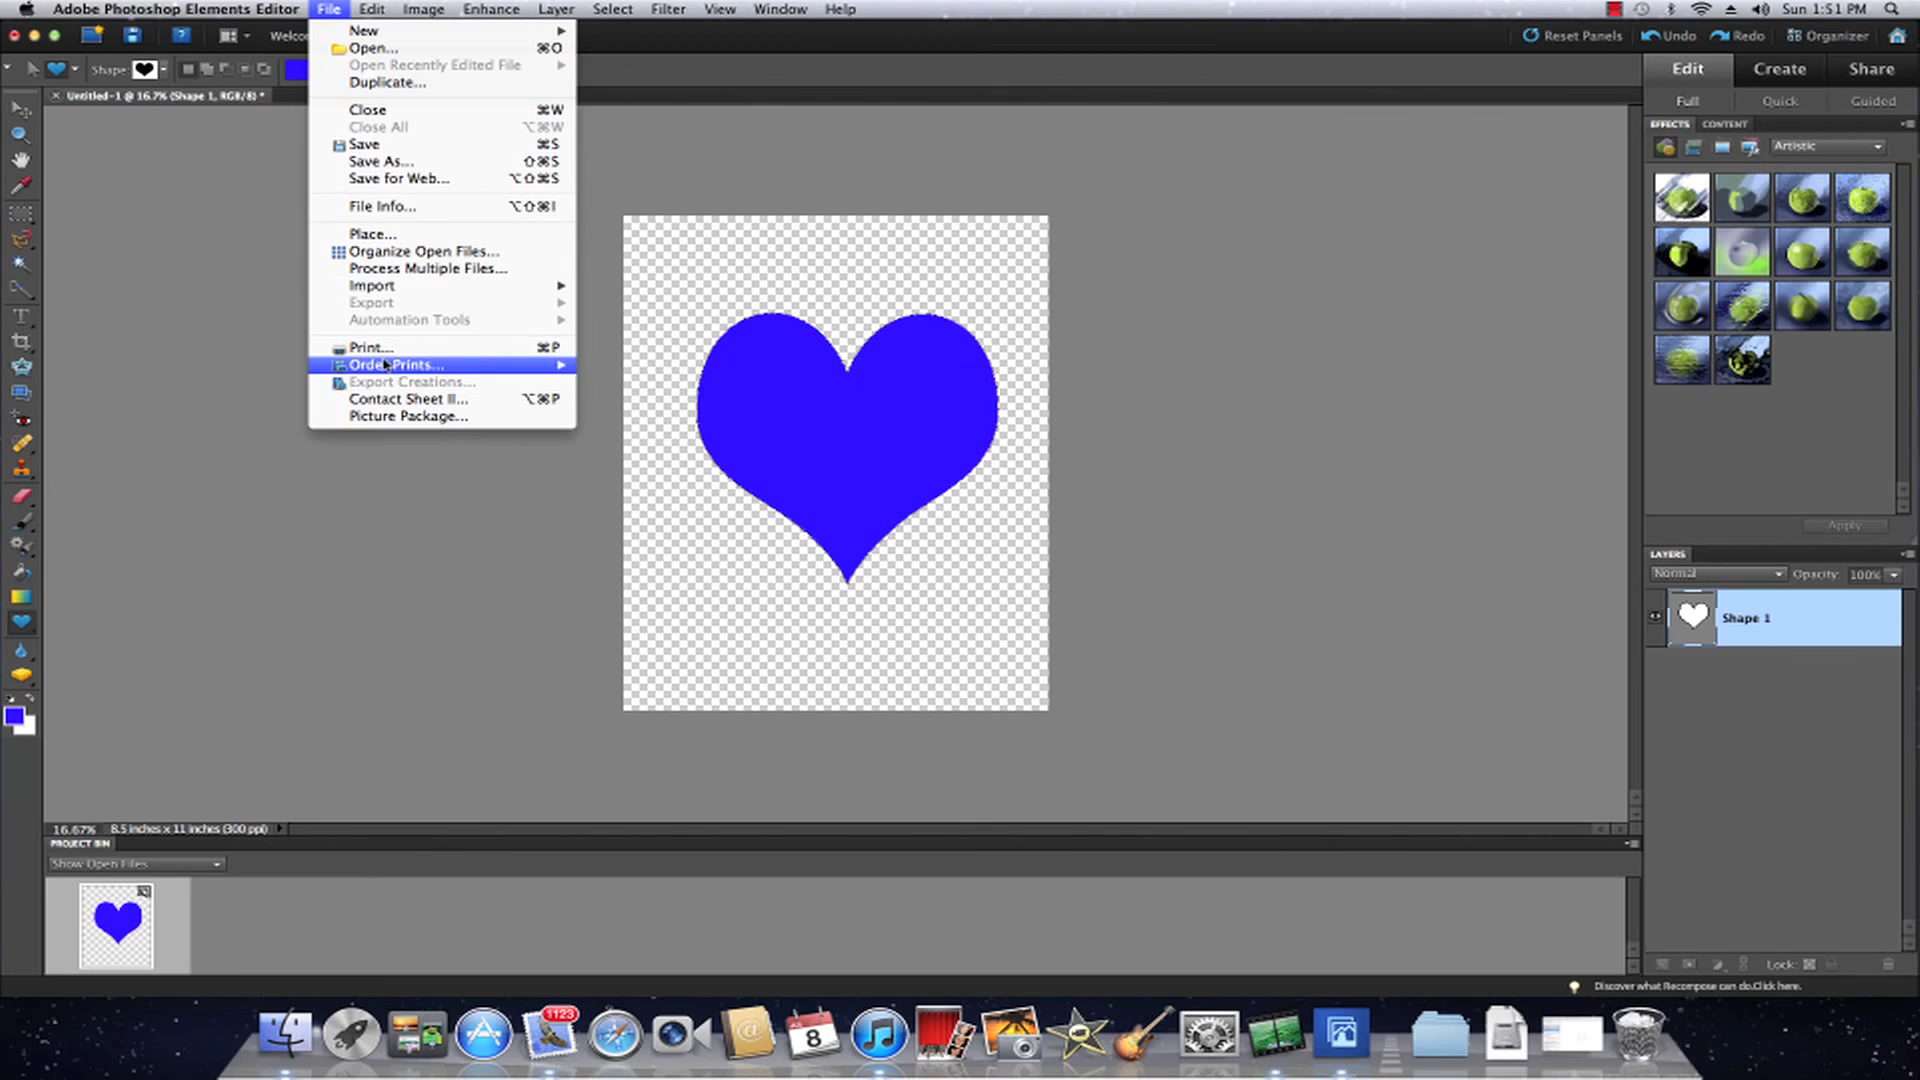 Adobe Photoshop Elements Editor File Edit Image Enhance Layer Select Filter View Window Help Sun 1:51 PM
Welco Reset Panels Undo Redo Organizer
Shape: Edit Create Share
Untitled-1 @ 16.7% (Shape 1, RGB/8) * Full Quick Guided
EFFECTS CONTENT
Artistic
New
Open... ⌘O
Open Recently Edited File
Duplicate...
Close ⌘W
Close All ⌥⌘W
Save ⌘S
Save As... ⇧⌘S
Save for Web... ⌥⇧⌘S
File Info... ⌥⇧⌘I
Place...
Organize Open Files...
Process Multiple Files...
Import
Export
Automation Tools
Print... ⌘P
Order Prints...
Export Creations...
Contact Sheet II... ⌥⌘P
Picture Package...
Apply
LAYERS
Normal Opacity: 100%
Shape 1
16.67% 8.5 inches x 11 inches (300 ppi)
PROJECT BIN
Show Open Files
Lock:
Discover what Recompose can do.Click here.
1123
8